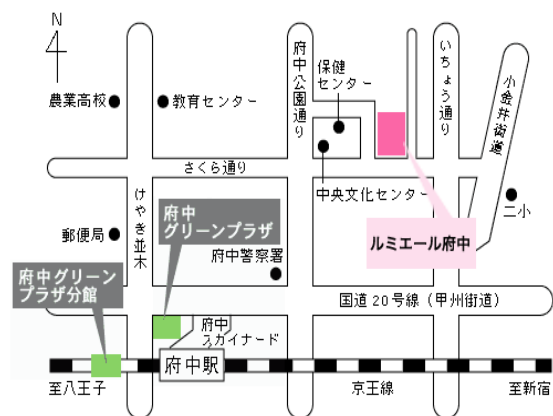 N
農業高校
教育センター
府中公園通り
保健
センター
いちょう通り
小金井街道
さくら通り
中央文化センター
二小
けやき並木
府中
グリーンプラザ
ルミエール府中
郵便局
府中警察署
府中グリーン
プラザ分館
国道20号線(甲州街道)
府中
スカイナード
府中駅
至八王子
京王線
至新宿